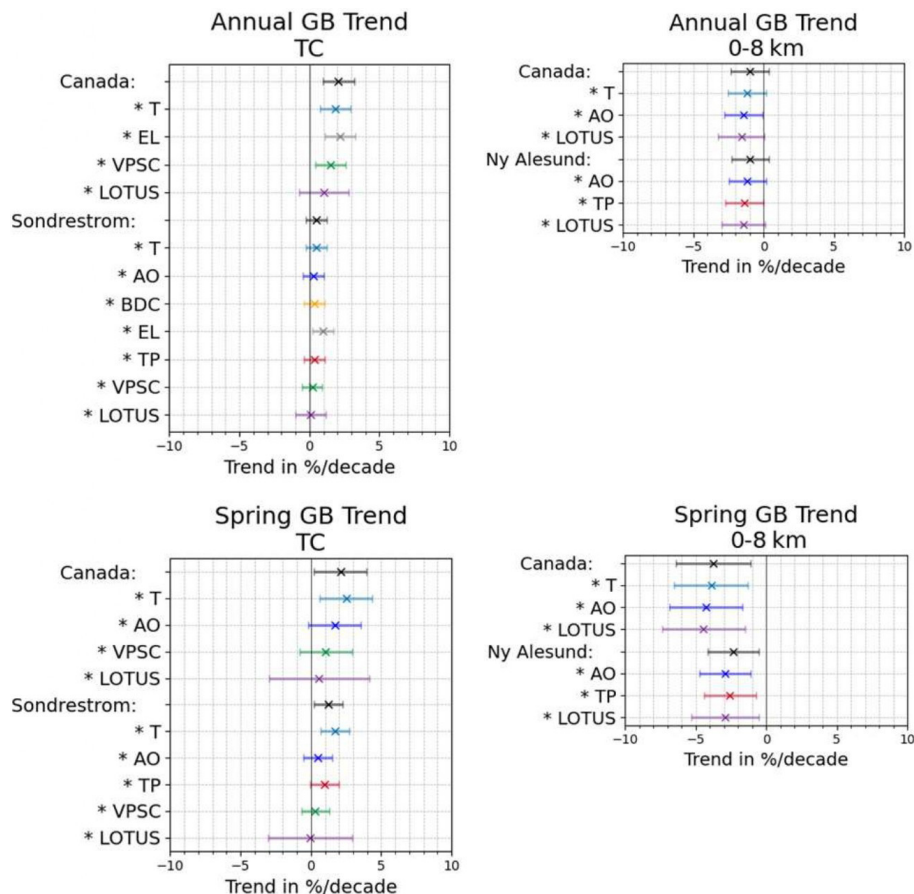 Annual GB Trend
TC
Canada:
* T
* EL
* VPSC
* LOTUS
Sondrestrom:
* T
* AO
* BDC
* EL
* TP
* VPSC
* LOTUS
−10 −5 0 5 10
Trend in %/decade
Annual GB Trend
0-8 km
Canada:
* T
* AO
* LOTUS
Ny Alesund:
* AO
* TP
* LOTUS
−10 −5 0 5 10
Trend in %/decade
Spring GB Trend
TC
Canada:
* T
* AO
* VPSC
* LOTUS
Sondrestrom:
* T
* AO
* TP
* VPSC
* LOTUS
−10 −5 0 5 10
Trend in %/decade
Spring GB Trend
0-8 km
Canada:
* T
* AO
* LOTUS
Ny Alesund:
* AO
* TP
* LOTUS
−10 −5 0 5 10
Trend in %/decade